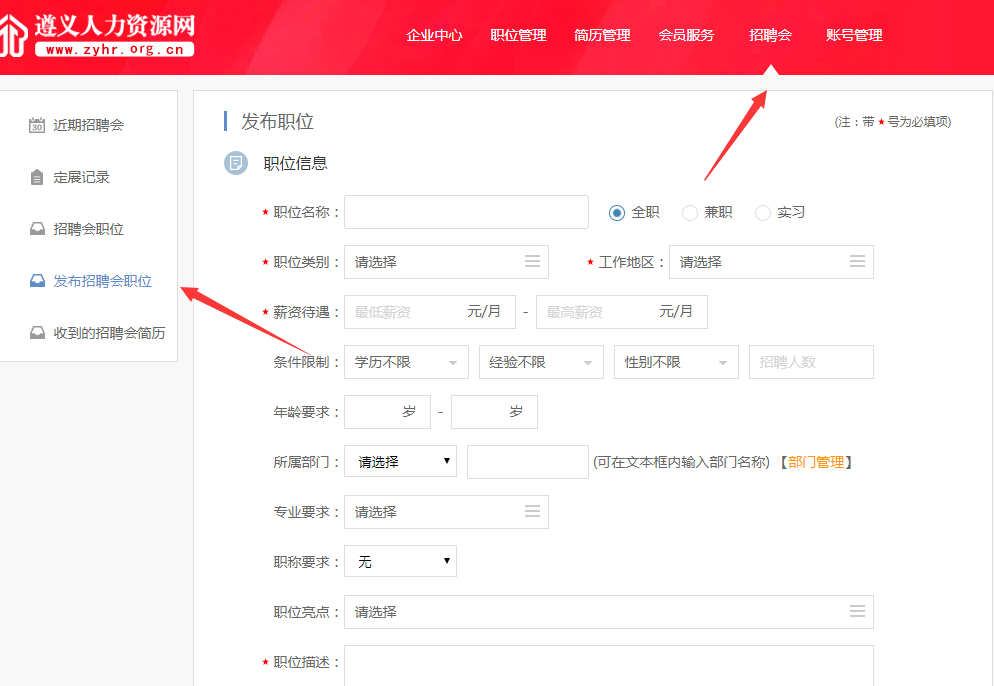 遵义人力资源网
www.zyhr.org.cn
企业中心 职位管理 简历管理 会员服务 招聘会 账号管理
30 近期招聘会
定展记录
招聘会职位
发布招聘会职位
收到的招聘会简历
发布职位 (注：带★号为必填项)
职位信息
★ 职位名称： 全职 兼职 实习
★ 职位类别： 请选择 ★ 工作地区： 请选择
★ 薪资待遇： 最低薪资 元/月 - 最高薪资 元/月
条件限制： 学历不限 经验不限 性别不限 招聘人数
年龄要求： 岁 - 岁
所属部门： 请选择 (可在文本框内输入部门名称) 【部门管理】
专业要求： 请选择
职称要求： 无
职位亮点： 请选择
★ 职位描述：